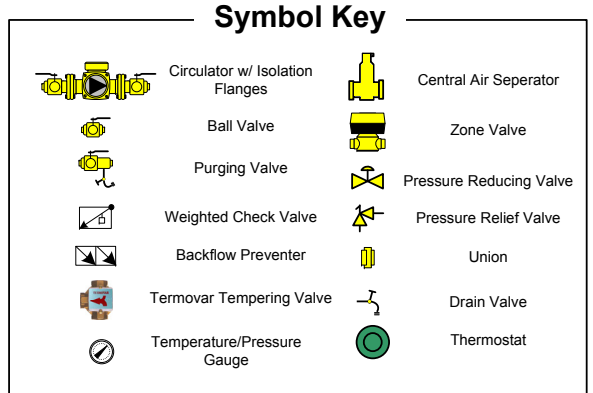 Symbol Key
Circulator w/ Isolation
Flanges
Ball Valve
Purging Valve
Weighted Check Valve
Backflow Preventer
Termovar Tempering Valve
Temperature/Pressure
Gauge
Central Air Seperator
Zone Valve
Pressure Reducing Valve
Pressure Relief Valve
Union
Drain Valve
Thermostat